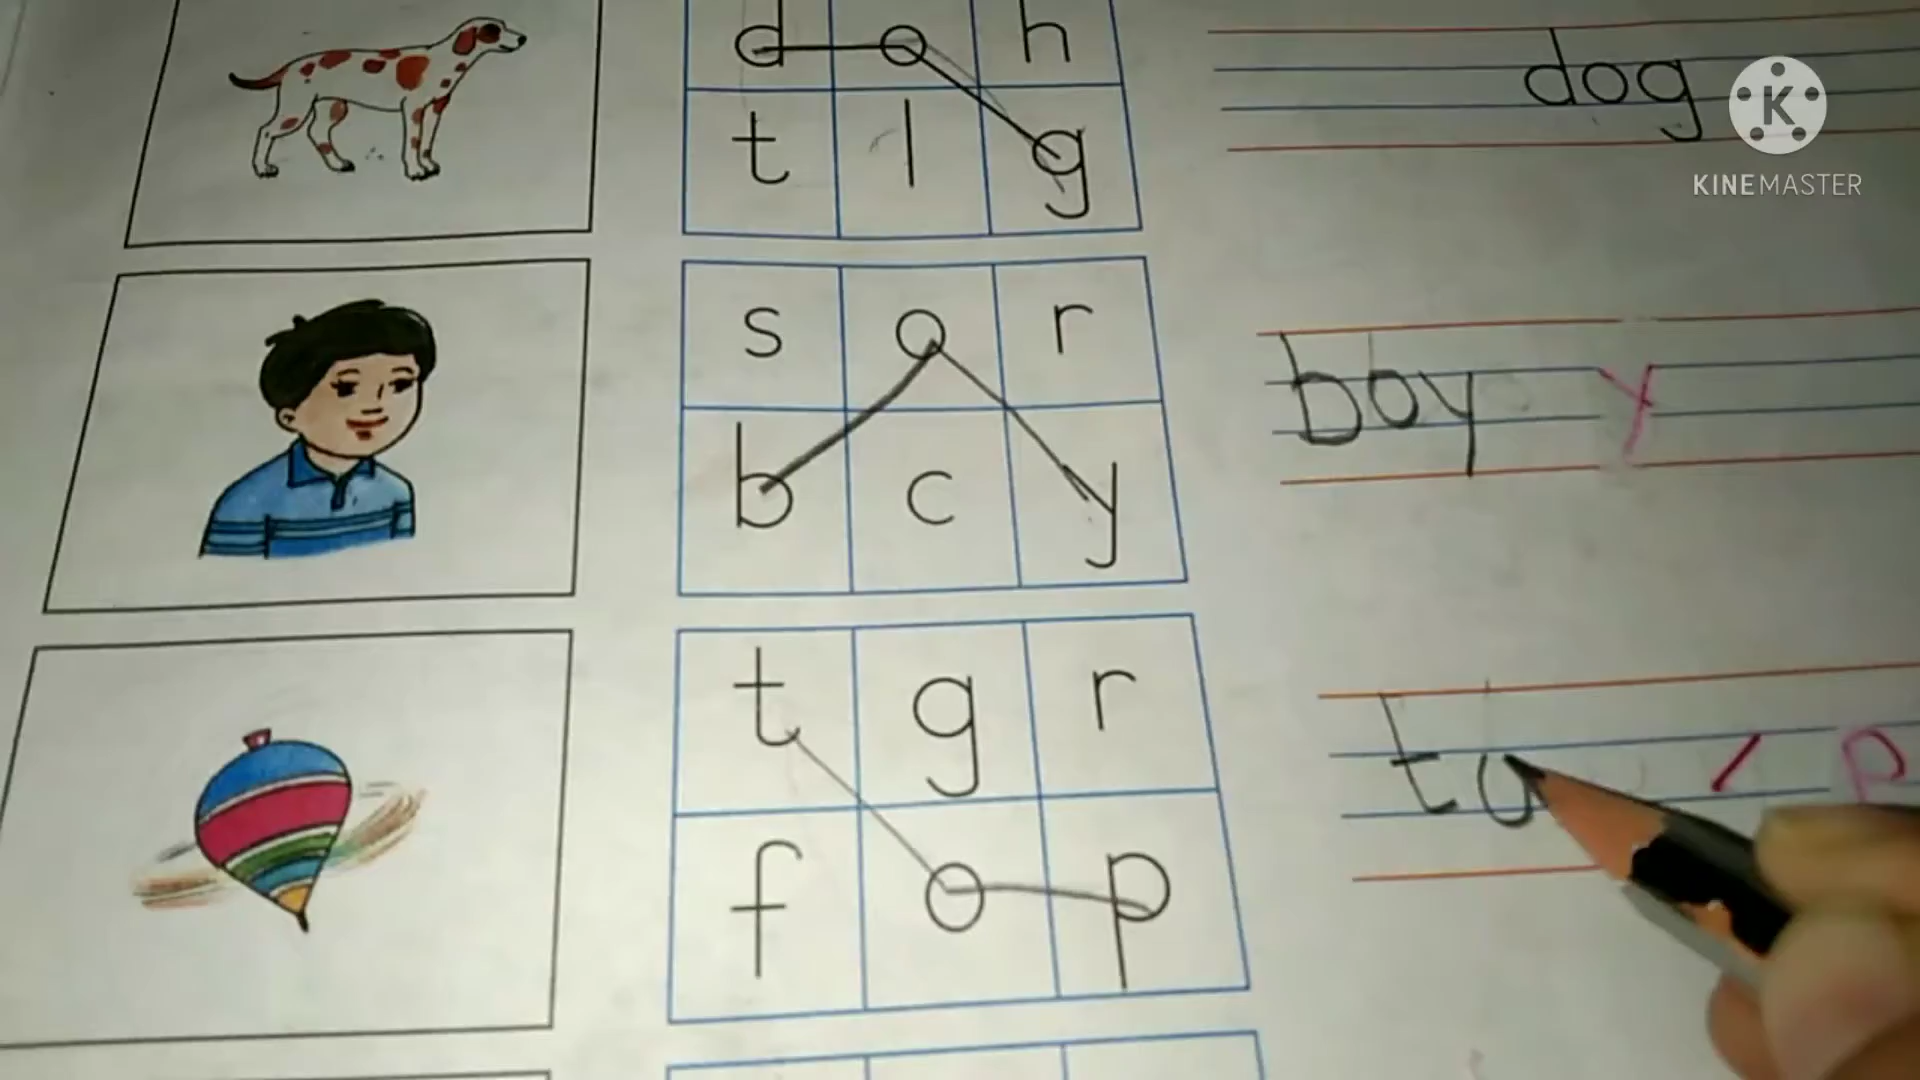 d o h
dog
t l g
KINEMASTER
s o r
boy y
b c y
t g r
to p
f o p